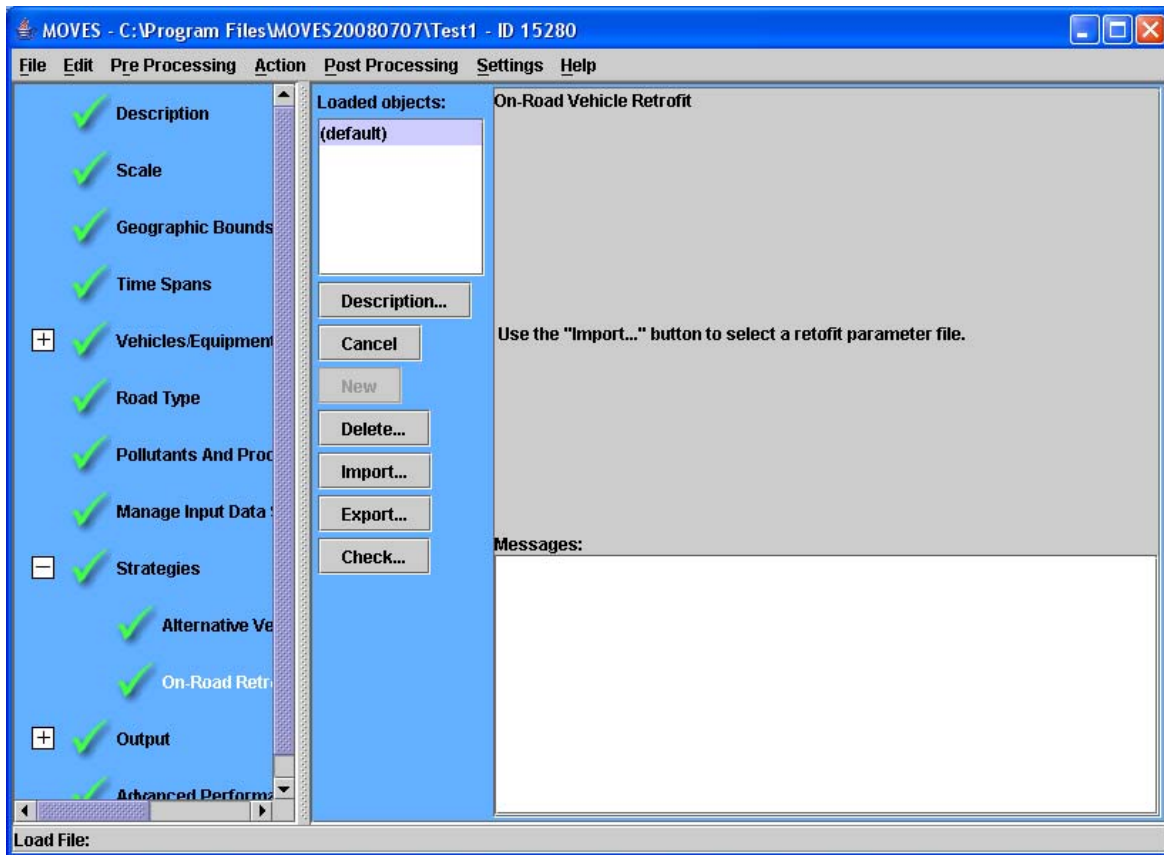 MOVES - C:\Program Files\MOVES20080707\Test1 - ID 15280
File Edit Pre Processing Action Post Processing Settings Help
Description
Scale
Geographic Bounds
Time Spans
Vehicles/Equipment
Road Type
Pollutants And Proc
Manage Input Data
Strategies
Alternative Ve
On-Road Retr
Output
Advanced Performa
Loaded objects:
(default)
Description...
Cancel
New
Delete...
Import...
Export...
Check...
On-Road Vehicle Retrofit
Use the "Import..." button to select a retofit parameter file.
Messages:
Load File: